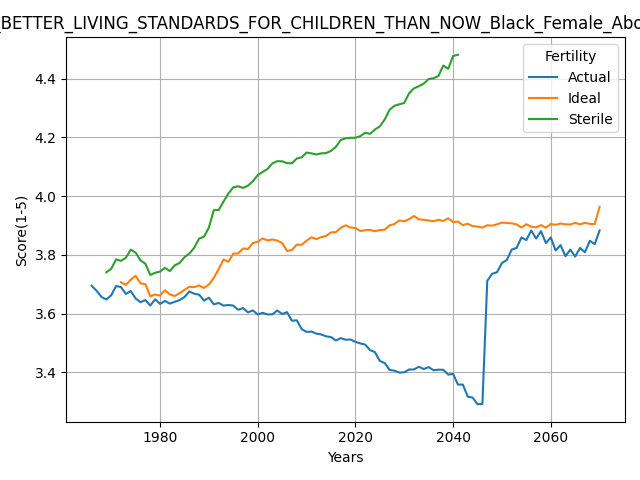 _BETTER_LIVING_STANDARDS_FOR_CHILDREN_THAN_NOW_Black_Female_Abo
Fertility
Actual
Ideal
Sterile
Score(1-5)
4.4
4.2
4.0
3.8
3.6
3.4
1980 2000 2020 2040 2060
Years